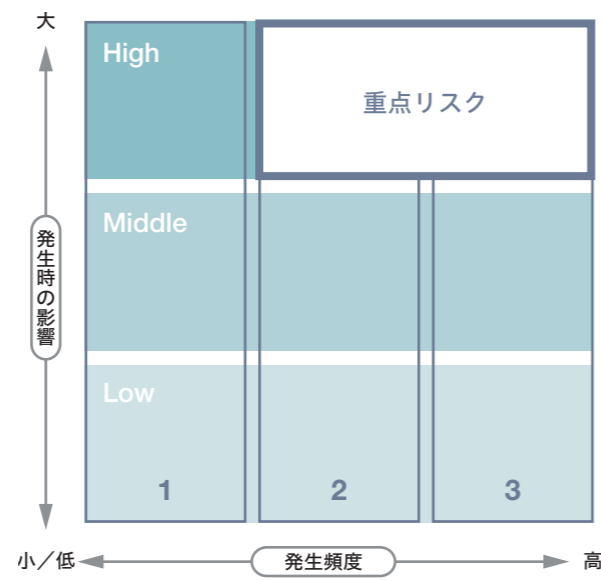 大
High
重点リスク
発生時の影響
Middle
Low
1
2
3
小／低
発生頻度
高